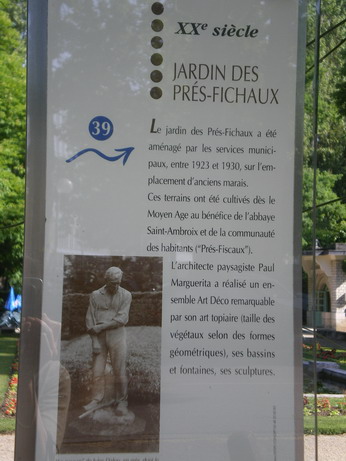 XXe siècle
JARDIN DES
PRÉS-FICHAUX
39
Le jardin des Prés-Fichaux a été
aménagé par les services munici-
paux, entre 1923 et 1930, sur l'em-
placement d'anciens marais.
Ces terrains ont été cultivés dès le
Moyen Age au bénéfice de l'abbaye
Saint-Ambroix et de la communauté
des habitants ("Prés-Fiscaux").
L'architecte paysagiste Paul
Marguerita a réalisé un en-
semble Art Déco remarquable
par son art topiaire (taille des
végétaux selon des formes
géométriques), ses bassins
et fontaines, ses sculptures.